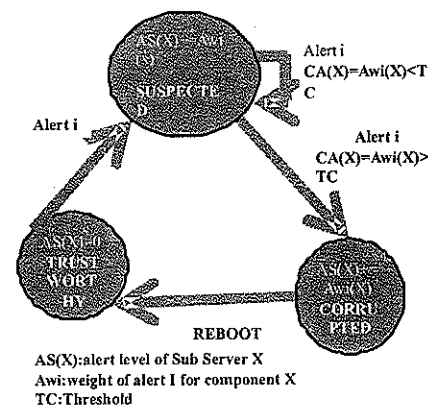 AS(X)=Awi
(X)
SUSPECTE
D
Alert i
CA(X)=Awi(X)<T
C
Alert i
Alert i
CA(X)=Awi(X)>
TC
AS(X)=0
TRUST
WORT
HY
AS(X)=
Awi(X)
CORRU
PTED
REBOOT
AS(X):alert level of Sub Server X
Awi:weight of alert I for component X
TC:Threshold